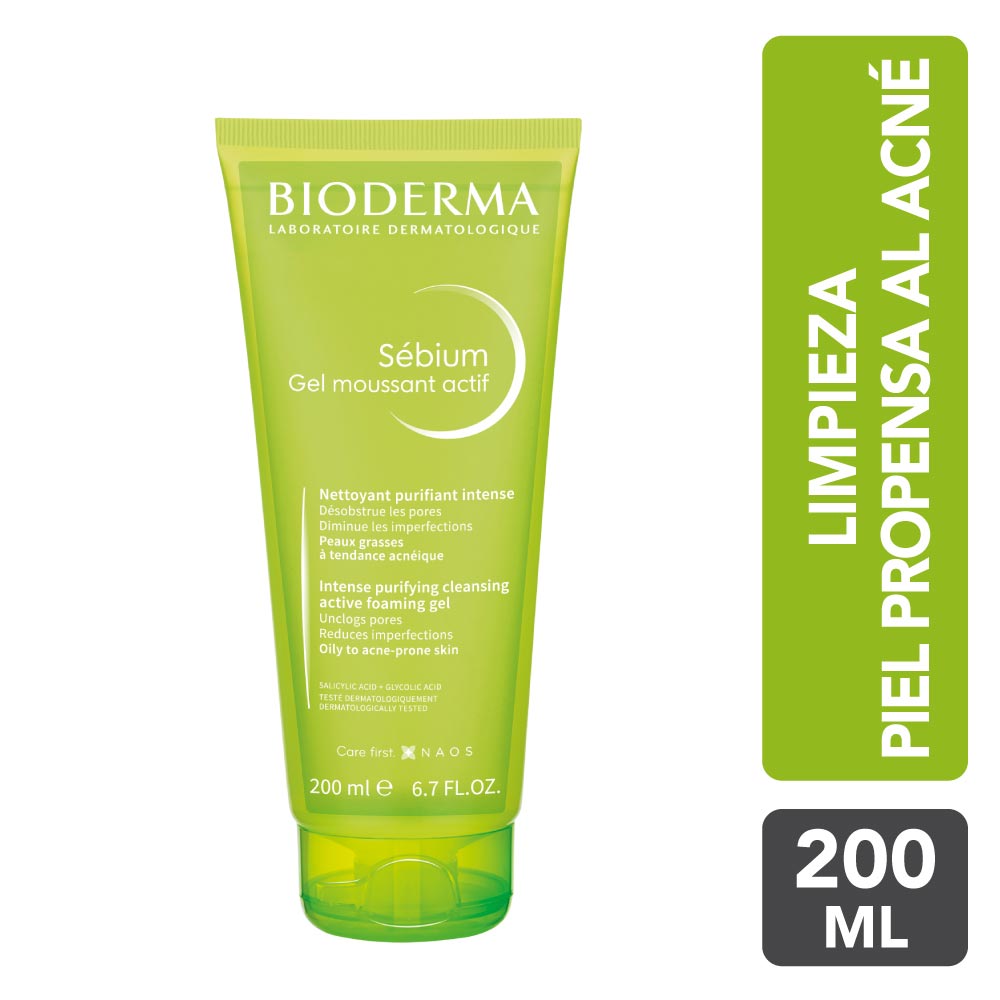 BIODERMA
LABORATOIRE DERMATOLOGIQUE
Sébium
Gel moussant actif
Nettoyant purifiant intense
Désobstrue les pores
Diminue les imperfections
Peaux grasses
à tendance acnéique
Intense purifying cleansing
active foaming gel
Unclogs pores
Reduces imperfections
Oily to acne-prone skin
SALICYLIC ACID + GLYCOLIC ACID
TESTÉ DERMATOLOGIQUEMENT
DERMATOLOGICALLY TESTED
Care first. NAOS
200 ml ℮ 6.7 FL.OZ.
LIMPIEZA
PIEL PROPENSA AL ACNÉ
200
ML